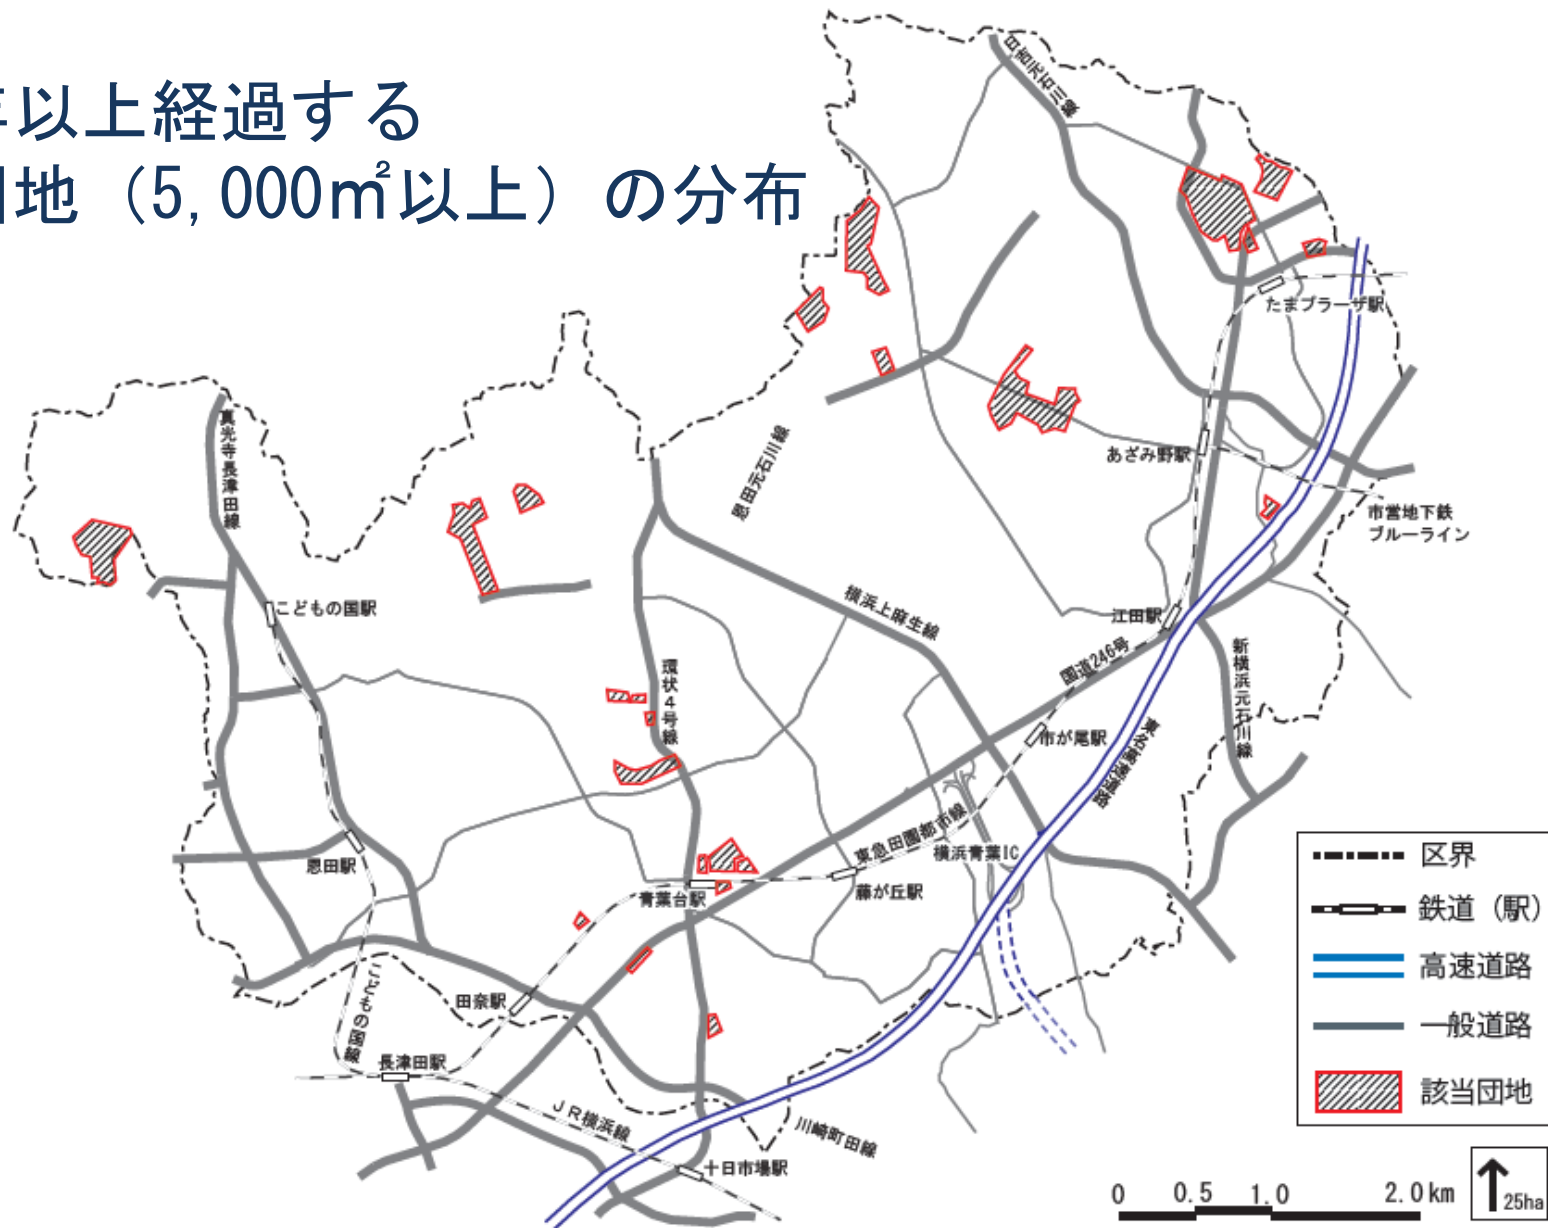 年以上経過する
団地（5,000㎡以上）の分布
日吉元石川線
たまプラーザ駅
真光寺長津田線
恩田元石川線
あざみ野駅
市営地下鉄
ブルーライン
こどもの国駅
横浜上麻生線
江田駅
国道246号
新横浜元石川線
環状4号線
市が尾駅
東名高速道路
東急田園都市線
横浜青葉IC
恩田駅
青葉台駅
藤が丘駅
こどもの国線
田奈駅
長津田駅
JR横浜線
川崎町田線
十日市場駅
区界
鉄道（駅）
高速道路
一般道路
該当団地
0 0.5 1.0 2.0km
25ha